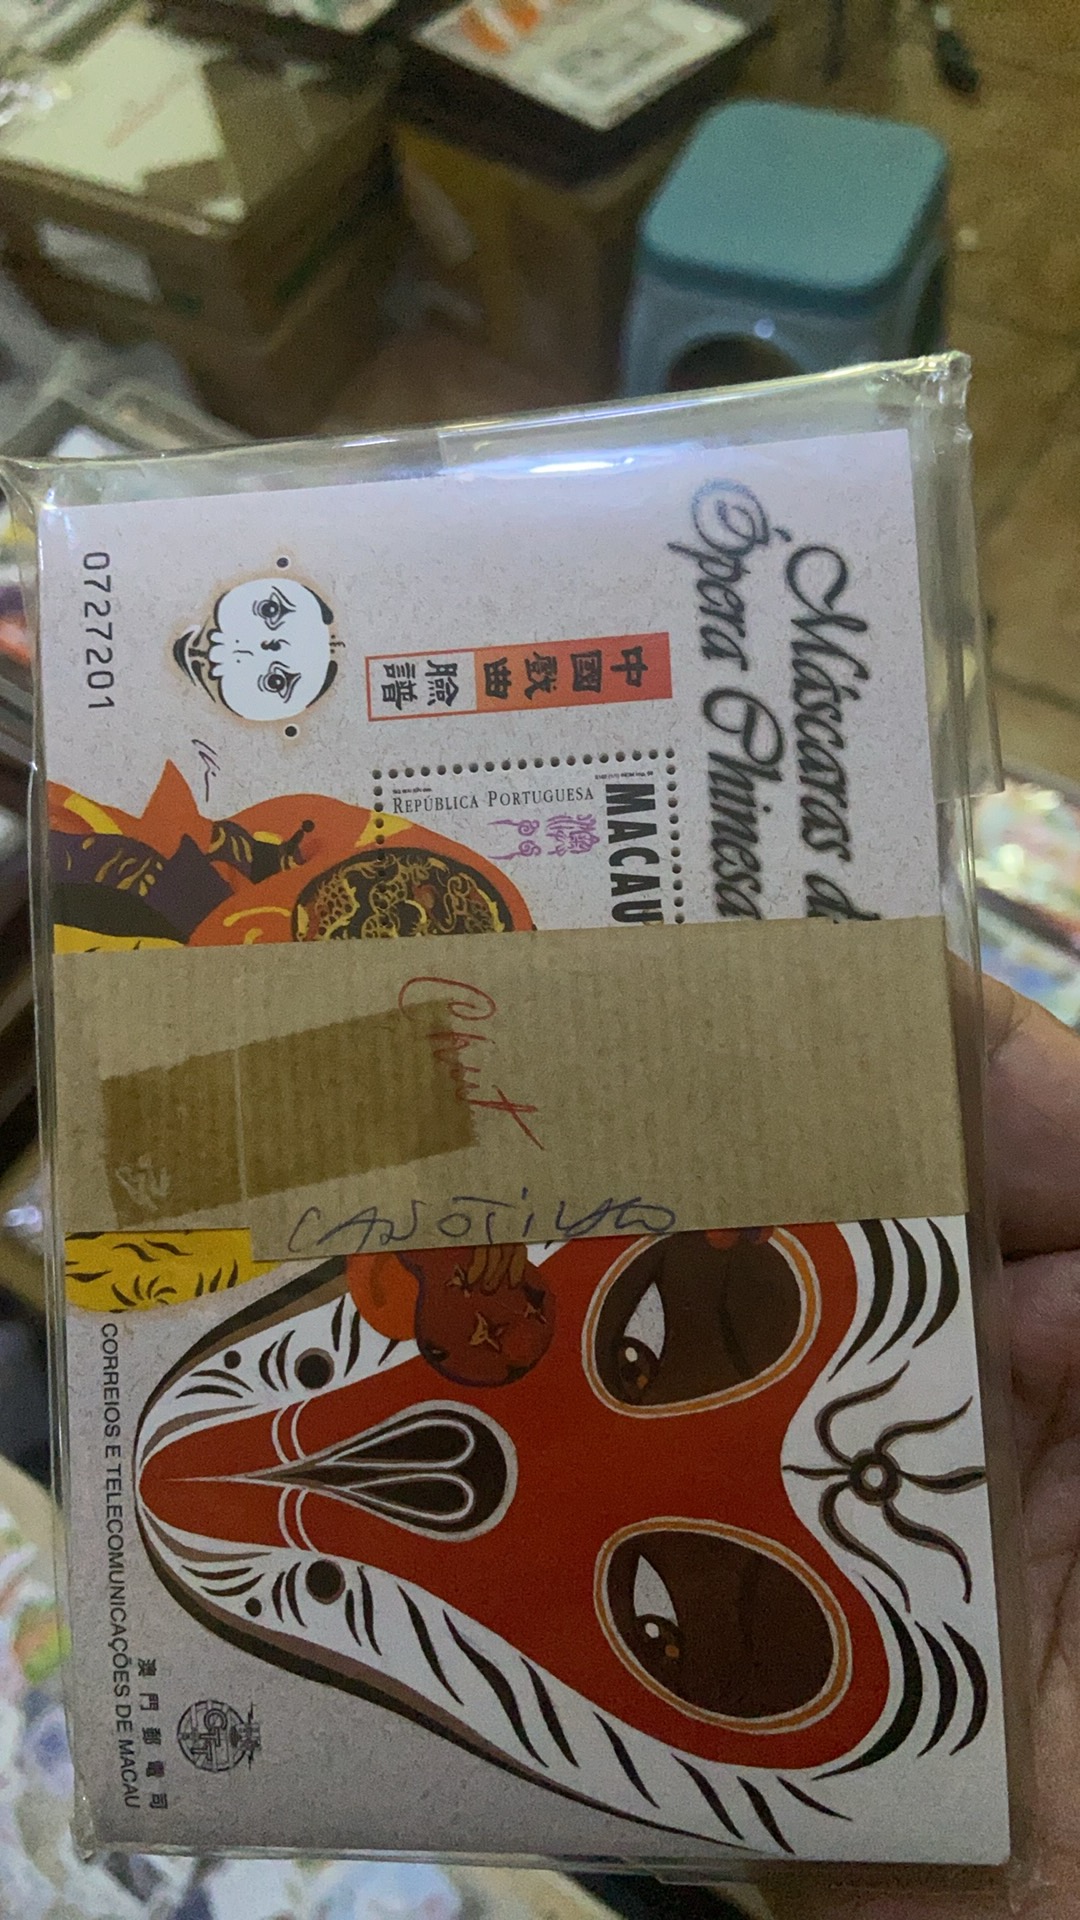 Máscaras d
Ópera Chinesa
中國戲曲
臉譜
MACAU
REPÚBLICA PORTUGUESA
0727201
CORREIOS E TELECOMUNICAÇÕES DE MACAU
澳門郵電司
CTT